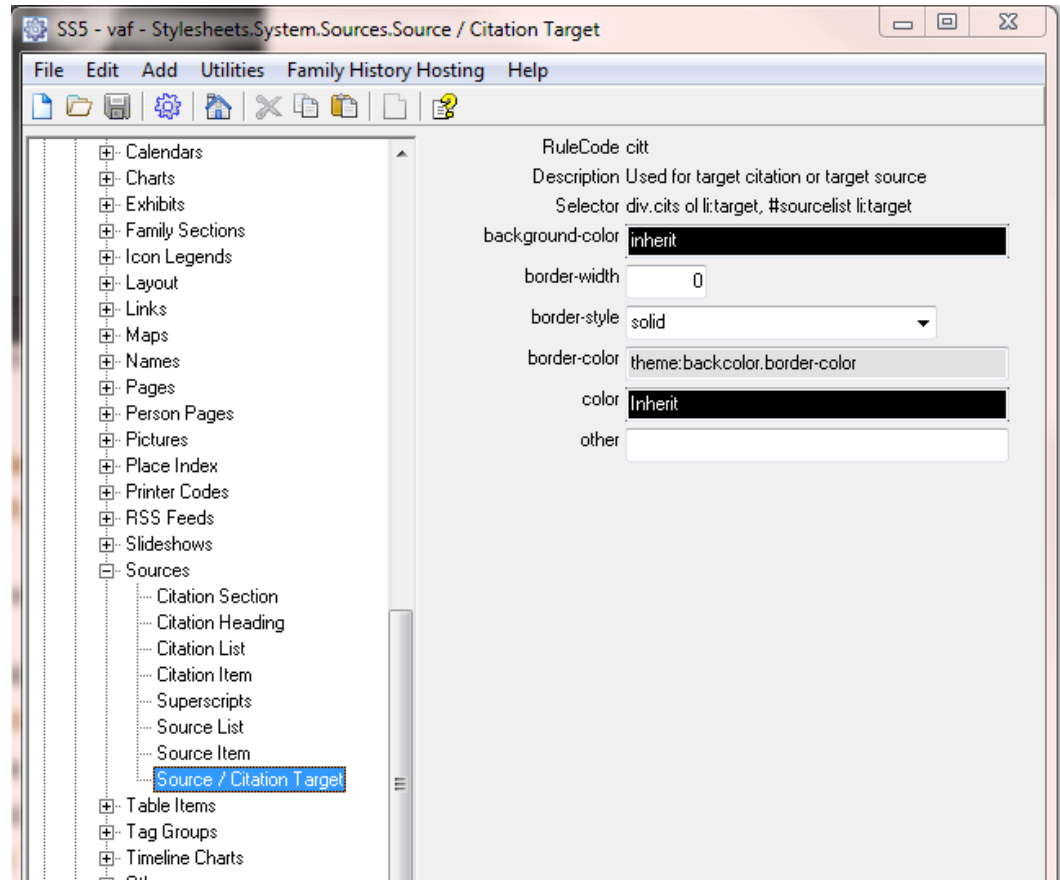 SS5 - vaf - Stylesheets.System.Sources.Source / Citation Target
File Edit Add Utilities Family History Hosting Help
Calendars
Charts
Exhibits
Family Sections
Icon Legends
Layout
Links
Maps
Names
Pages
Person Pages
Pictures
Place Index
Printer Codes
RSS Feeds
Slideshows
Sources
Citation Section
Citation Heading
Citation List
Citation Item
Superscripts
Source List
Source Item
Source / Citation Target
Table Items
Tag Groups
Timeline Charts
RuleCode citt
Description Used for target citation or target source
Selector div.cits ol li:target, #sourcelist li:target
background-color inherit
border-width 0
border-style solid
border-color theme:backcolor.border-color
color Inherit
other